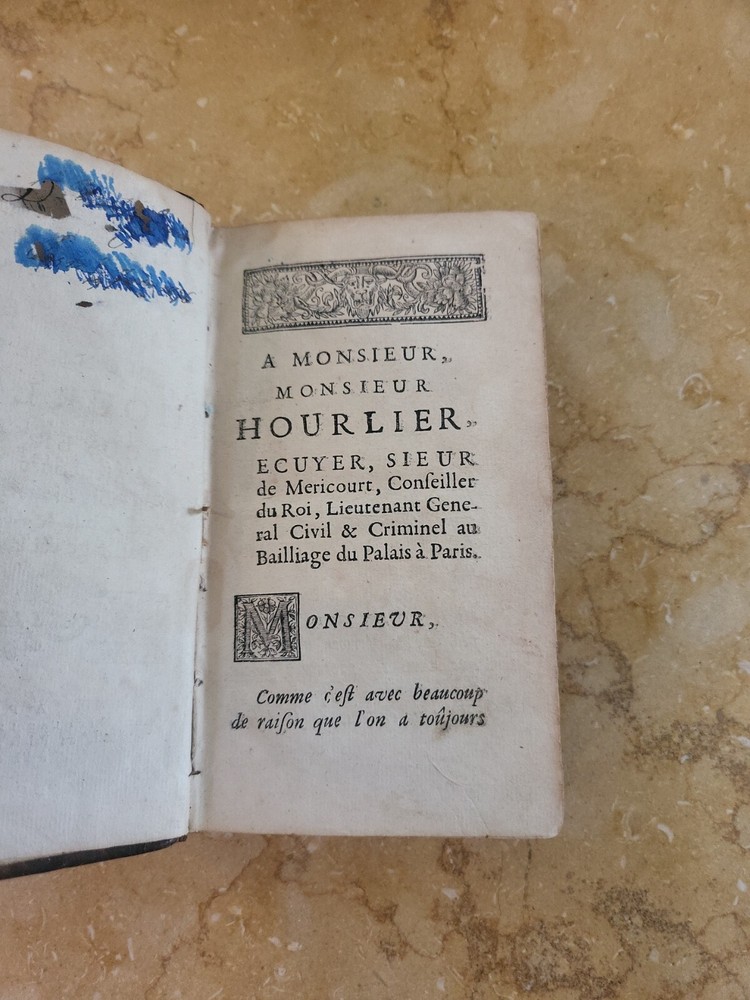 A MONSIEUR,
MONSIEUR
HOURLIER,
ECUYER, SIEUR
de Mericourt, Conſeiller
du Roi, Lieutenant Gene-
ral Civil & Criminel au
Bailliage du Palais à Paris.
MONSIEVR,
Comme c'eſt avec beaucoup
de raiſon que l'on a toûjours